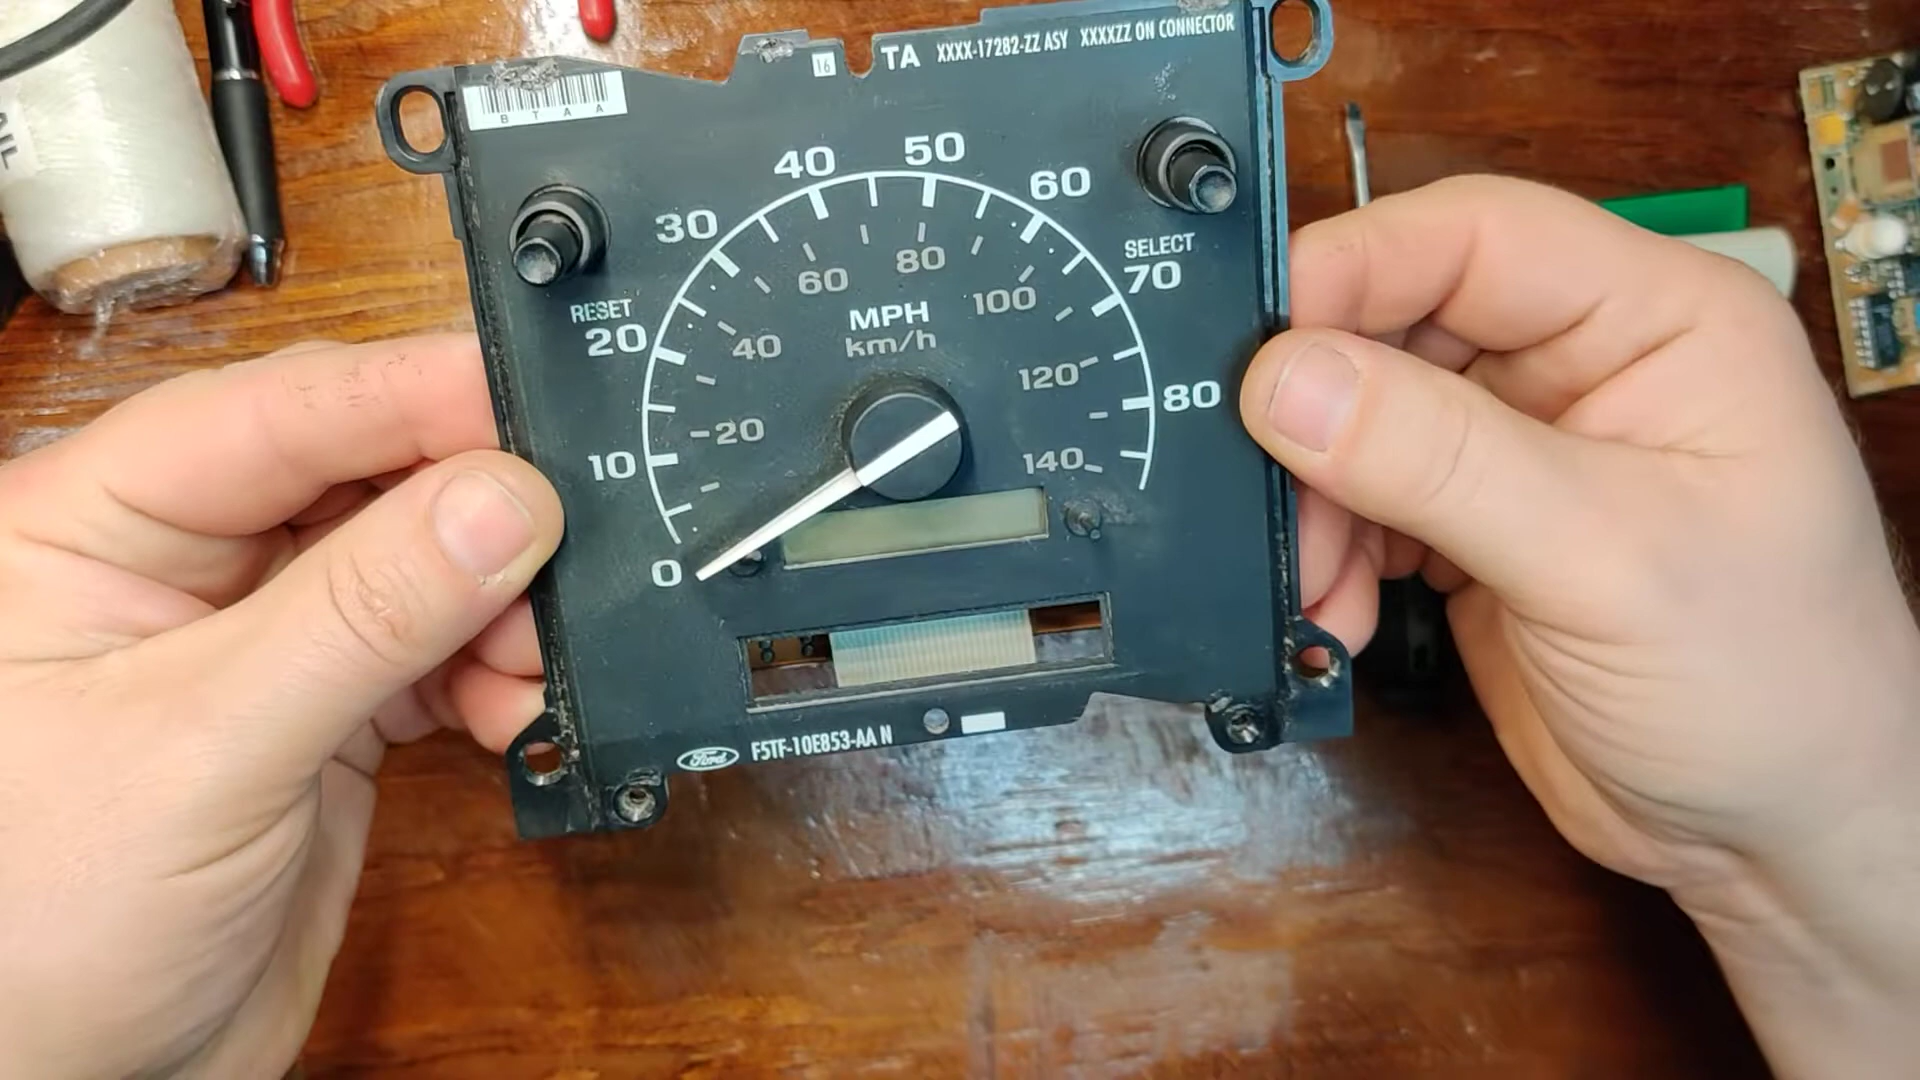 16 TA XXXX-17282-ZZ ASY XXXXZZ ON CONNECTOR
B T A A
40 50
30 60
SELECT
70
RESET
20
60 80
100
MPH
km/h
40
120
80
20
10
140
0
Ford F5TF-10E853-AA N